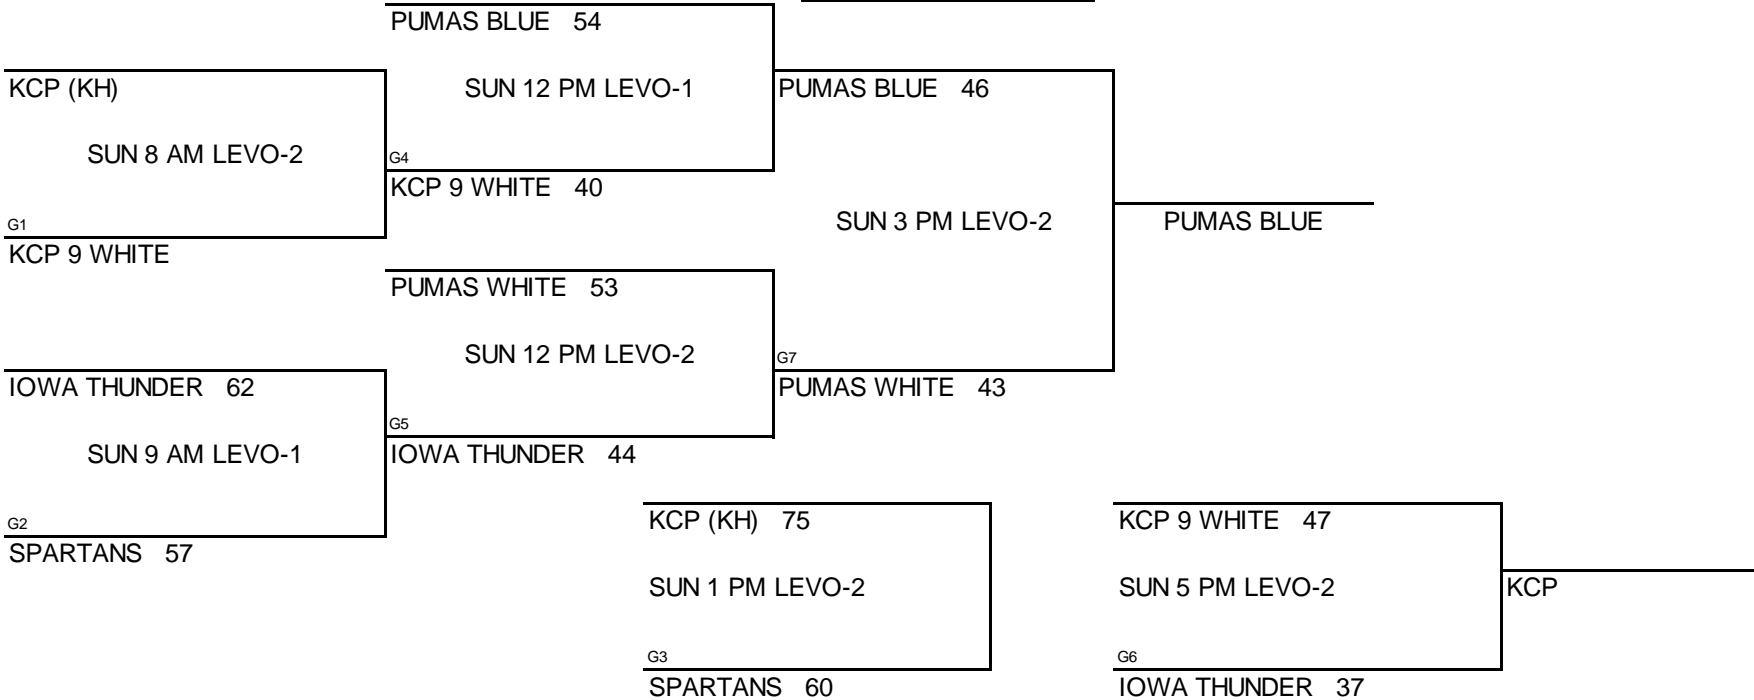 PUMAS BLUE 54
KCP (KH)
SUN 12 PM LEVO-1
PUMAS BLUE 46
SUN 8 AM LEVO-2
G4
KCP 9 WHITE 40
G1
SUN 3 PM LEVO-2
PUMAS BLUE
KCP 9 WHITE
PUMAS WHITE 53
SUN 12 PM LEVO-2
G7
IOWA THUNDER 62
PUMAS WHITE 43
G5
SUN 9 AM LEVO-1
IOWA THUNDER 44
G2
KCP (KH) 75
KCP 9 WHITE 47
SPARTANS 57
SUN 1 PM LEVO-2
SUN 5 PM LEVO-2
KCP
G3
G6
SPARTANS 60
IOWA THUNDER 37